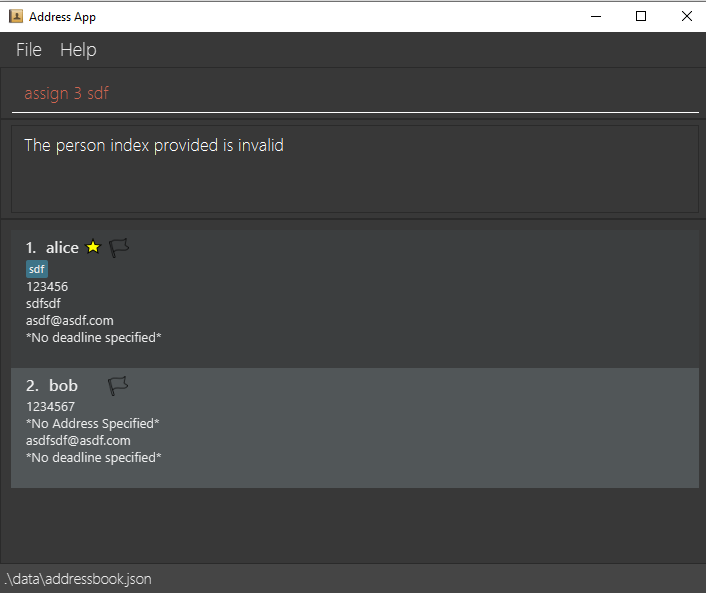 Address App
File Help
assign 3 sdf
The person index provided is invalid
1. alice
sdf
123456
sdfsdf
asdf@asdf.com
*No deadline specified*
2. bob
1234567
*No Address Specified*
asdfsdf@asdf.com
*No deadline specified*
.\data\addressbook.json